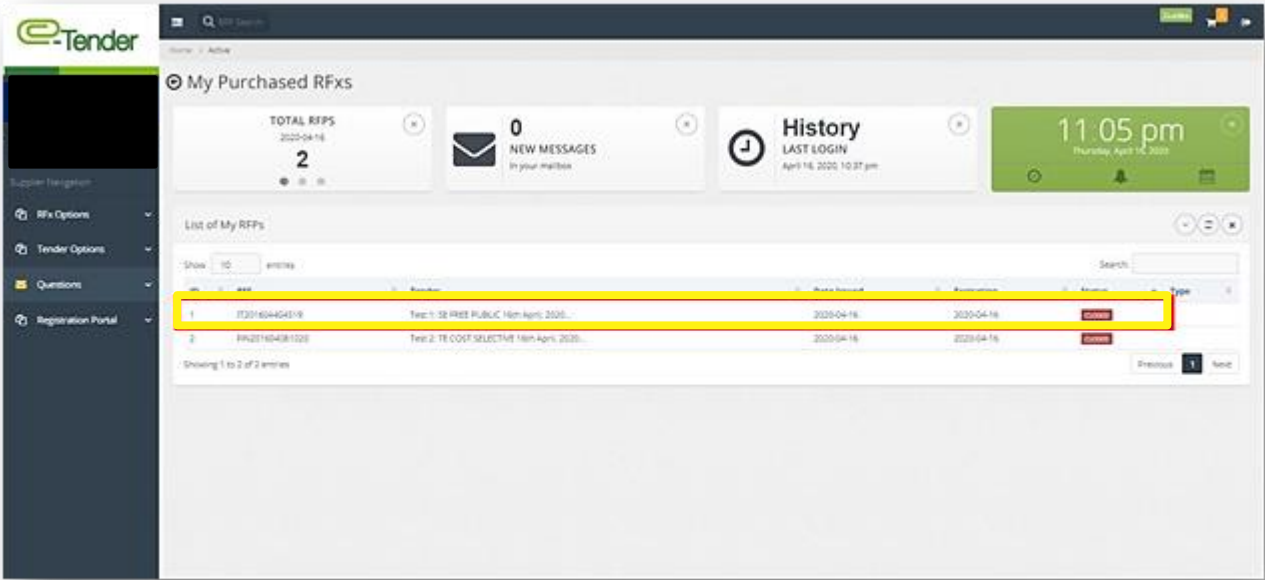 e-Tender
Home > Active
My Purchased RFxs
TOTAL RFPS
2020-04-16
2
0
NEW MESSAGES
In your mailbox
History
LAST LOGIN
April 16, 2020, 10:37 pm
11:05 pm
Thursday, April 16, 2020
Supplier Navigation
RFx Options
Tender Options
Questions
Registration Portal
List of My RFPs
Show 10 entries
Search:
ID Tender Date Issued Expiration Status Type
1 Test 1: SB FREE PUBLIC 16th April, 2020... 2020-04-16 2020-04-16 CLOSED
2 Test 2: TE COST SELECTIVE 16th April, 2020... 2020-04-16 2020-04-16 CLOSED
Showing 1 to 2 of 2 entries
Previous 1 Next